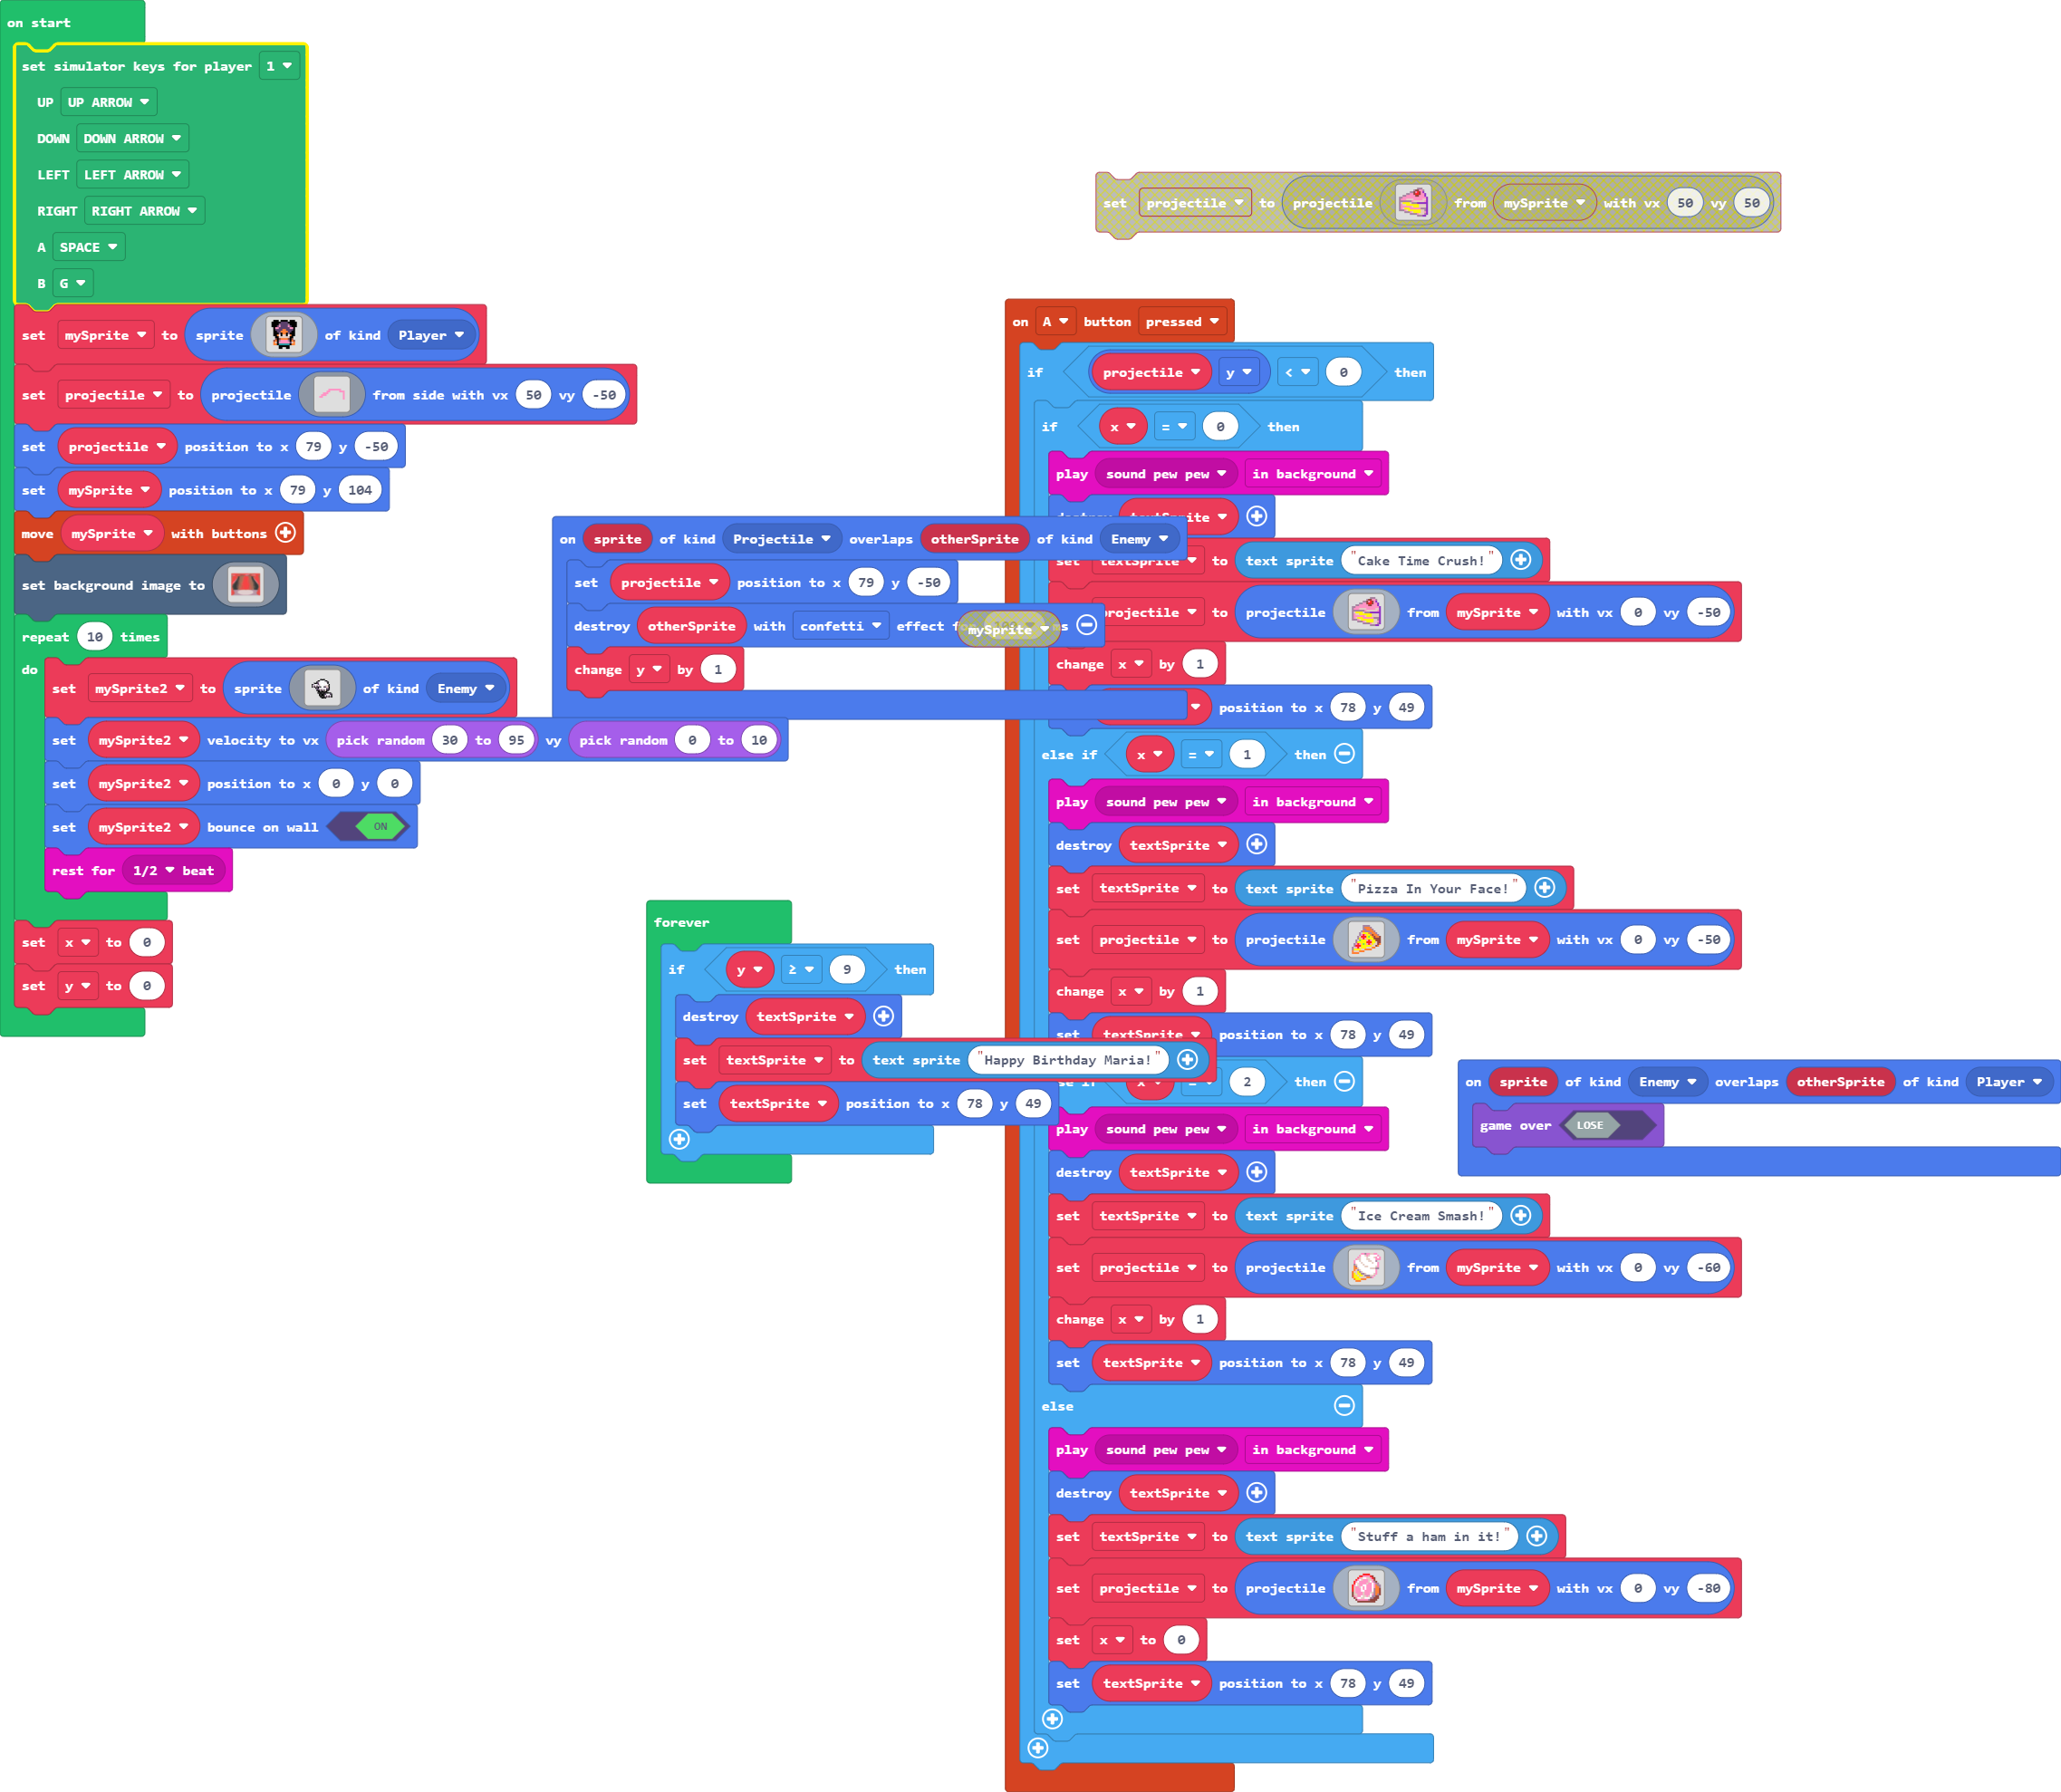 on start
set simulator keys for player 1
UP UP ARROW
DOWN DOWN ARROW
LEFT LEFT ARROW
RIGHT RIGHT ARROW
A SPACE
B G
set mySprite to sprite of kind Player
set projectile to projectile from side with vx 50 vy -50
set projectile position to x 79 y -50
set mySprite position to x 79 y 104
move mySprite with buttons
set background image to
repeat 10 times
do
set mySprite2 to sprite of kind Enemy
set mySprite2 velocity to vx pick random 30 to 95 vy pick random 0 to 10
set mySprite2 position to x 0 y 0
set mySprite2 bounce on wall ON
rest for 1/2 beat
set x to 0
set y to 0
on sprite of kind Projectile overlaps otherSprite of kind Enemy
set projectile position to x 79 y -50
destroy otherSprite with confetti effect
mySprite
change y by 1
forever
if y ≥ 9 then
destroy textSprite
set textSprite to text sprite "Happy Birthday Maria!"
set textSprite position to x 78 y 49
set projectile to projectile from mySprite with vx 50 vy 50
on A button pressed
if projectile y < 0 then
if x = 0 then
play sound pew pew in background
destroy textSprite
set textSprite to text sprite "Cake Time Crush!"
projectile to projectile from mySprite with vx 0 vy -50
change x by 1
position to x 78 y 49
else if x = 1 then
play sound pew pew in background
destroy textSprite
set textSprite to text sprite "Pizza In Your Face!"
set projectile to projectile from mySprite with vx 0 vy -50
change x by 1
set textSprite position to x 78 y 49
if x = 2 then
play sound pew pew in background
destroy textSprite
set textSprite to text sprite "Ice Cream Smash!"
set projectile to projectile from mySprite with vx 0 vy -60
change x by 1
set textSprite position to x 78 y 49
else
play sound pew pew in background
destroy textSprite
set textSprite to text sprite "Stuff a ham in it!"
set projectile to projectile from mySprite with vx 0 vy -80
set x to 0
set textSprite position to x 78 y 49
on sprite of kind Enemy overlaps otherSprite of kind Player
game over LOSE